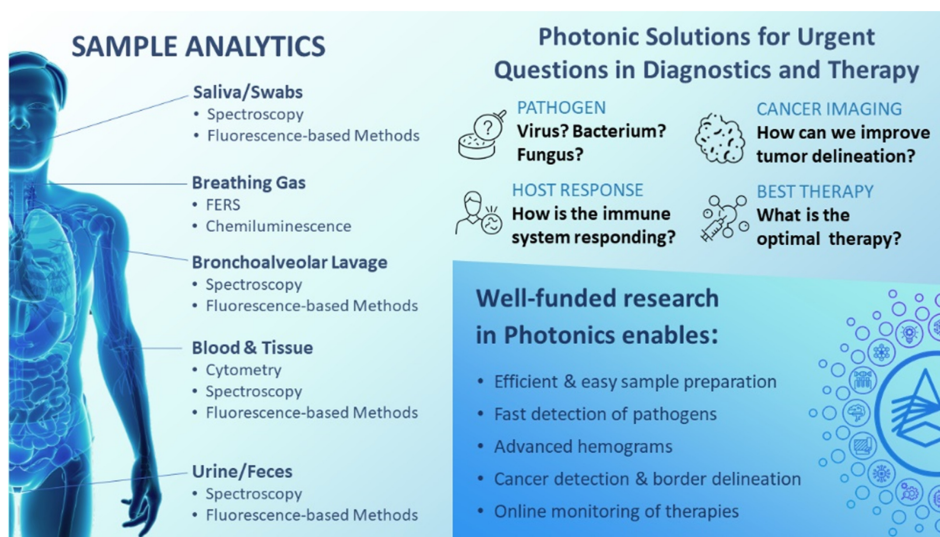 SAMPLE ANALYTICS
Saliva/Swabs
• Spectroscopy
• Fluorescence-based Methods
Breathing Gas
• FERS
• Chemiluminescence
Bronchoalveolar Lavage
• Spectroscopy
• Fluorescence-based Methods
Blood & Tissue
• Cytometry
• Spectroscopy
• Fluorescence-based Methods
Urine/Feces
• Spectroscopy
• Fluorescence-based Methods
Photonic Solutions for Urgent
Questions in Diagnostics and Therapy
PATHOGEN
Virus? Bacterium?
Fungus?
CANCER IMAGING
How can we improve
tumor delineation?
HOST RESPONSE
How is the immune
system responding?
BEST THERAPY
What is the
optimal therapy?
Well-funded research
in Photonics enables:
• Efficient & easy sample preparation
• Fast detection of pathogens
• Advanced hemograms
• Cancer detection & border delineation
• Online monitoring of therapies